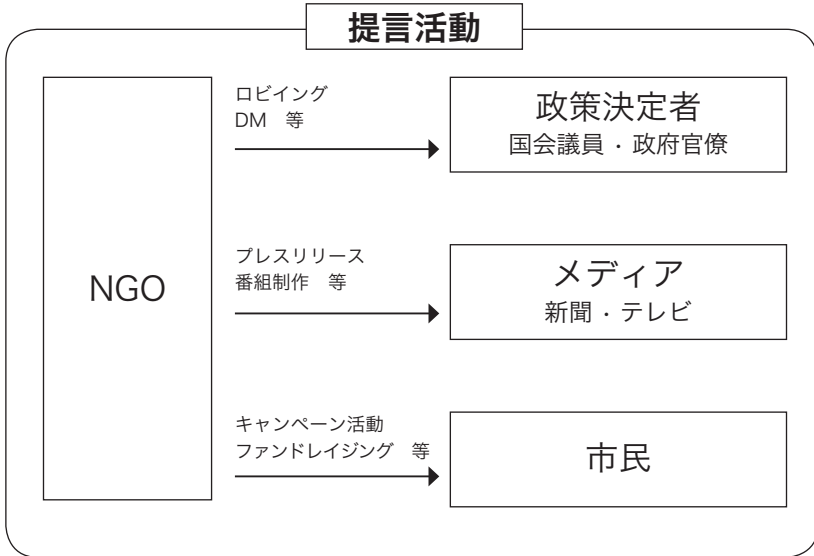 提言活動
NGO
ロビイング
DM 等
政策決定者
国会議員・政府官僚
プレスリリース
番組制作 等
メディア
新聞・テレビ
キャンペーン活動
ファンドレイジング 等
市民